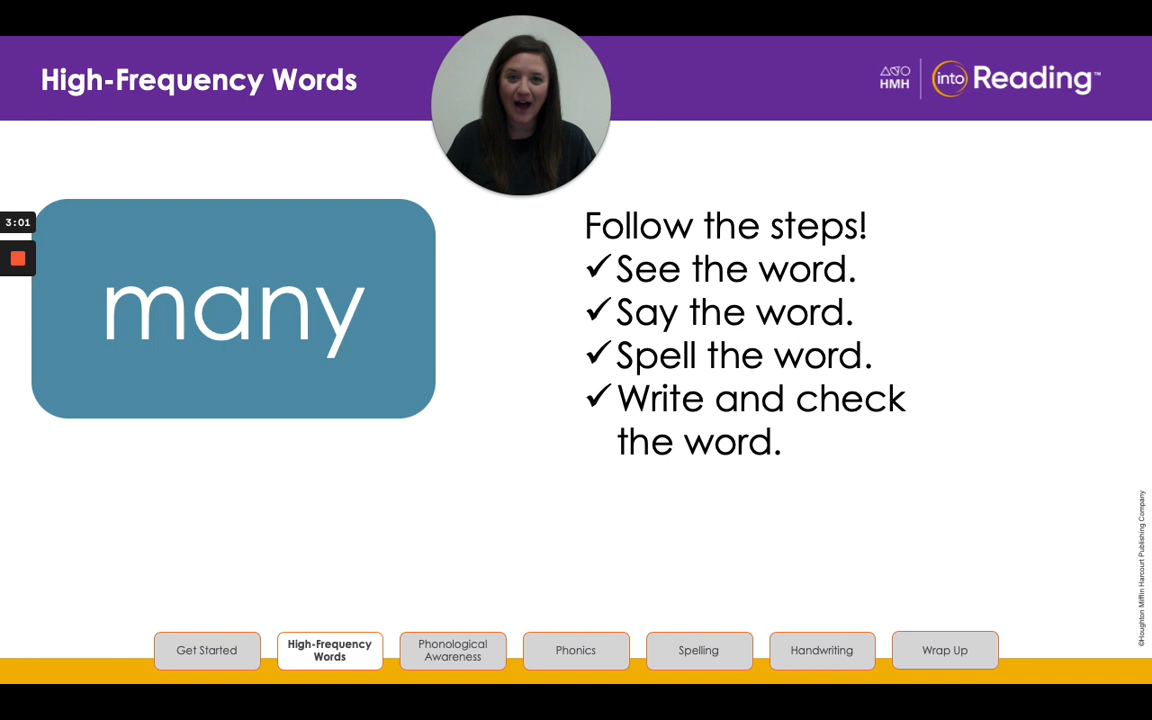 High-Frequency Words
HMH
into Reading™
3:01
many
Follow the steps!
✓ See the word.
✓ Say the word.
✓ Spell the word.
✓ Write and check
the word.
©Houghton Mifflin Harcourt Publishing Company
Get Started
High-Frequency
Words
Phonological
Awareness
Phonics
Spelling
Handwriting
Wrap Up